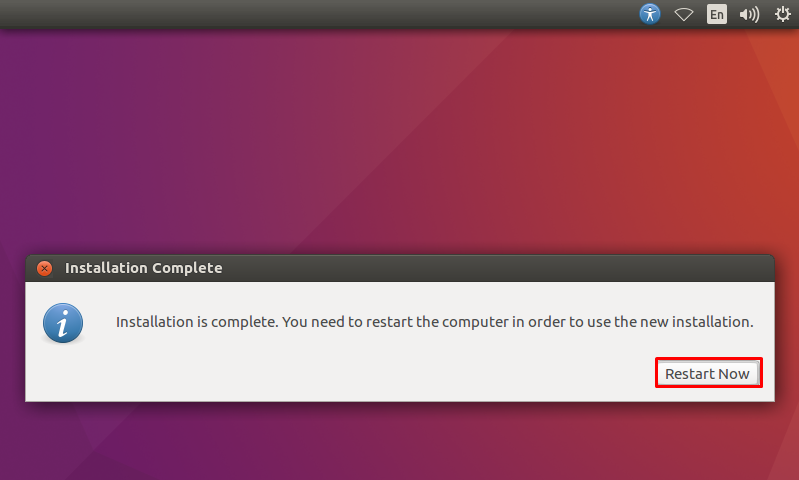 En
Installation Complete
Installation is complete. You need to restart the computer in order to use the new installation.
Restart Now